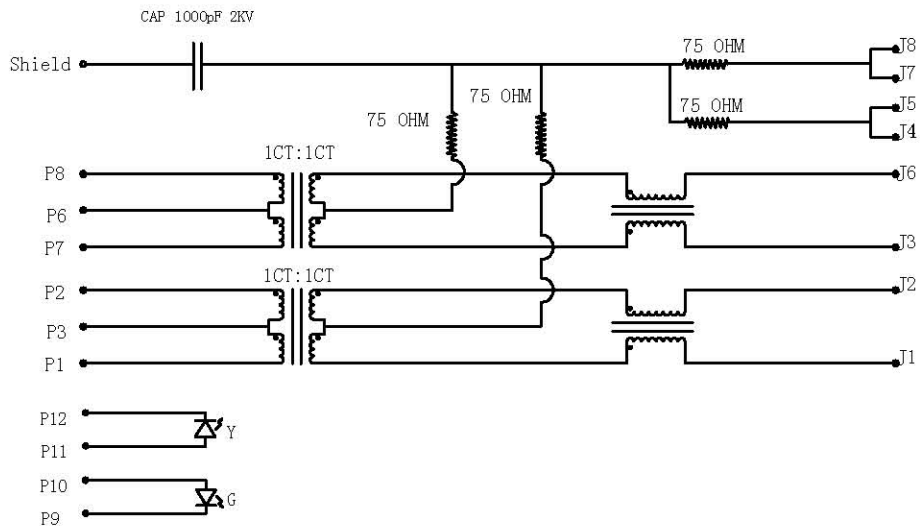 CAP 1000pF 2KV
Shield
75 OHM
J8
J7
75 OHM
75 OHM
75 OHM
J5
J4
1CT:1CT
P8
P6
P7
J6
J3
1CT:1CT
P2
P3
P1
J2
J1
P12
P11
Y
P10
P9
G